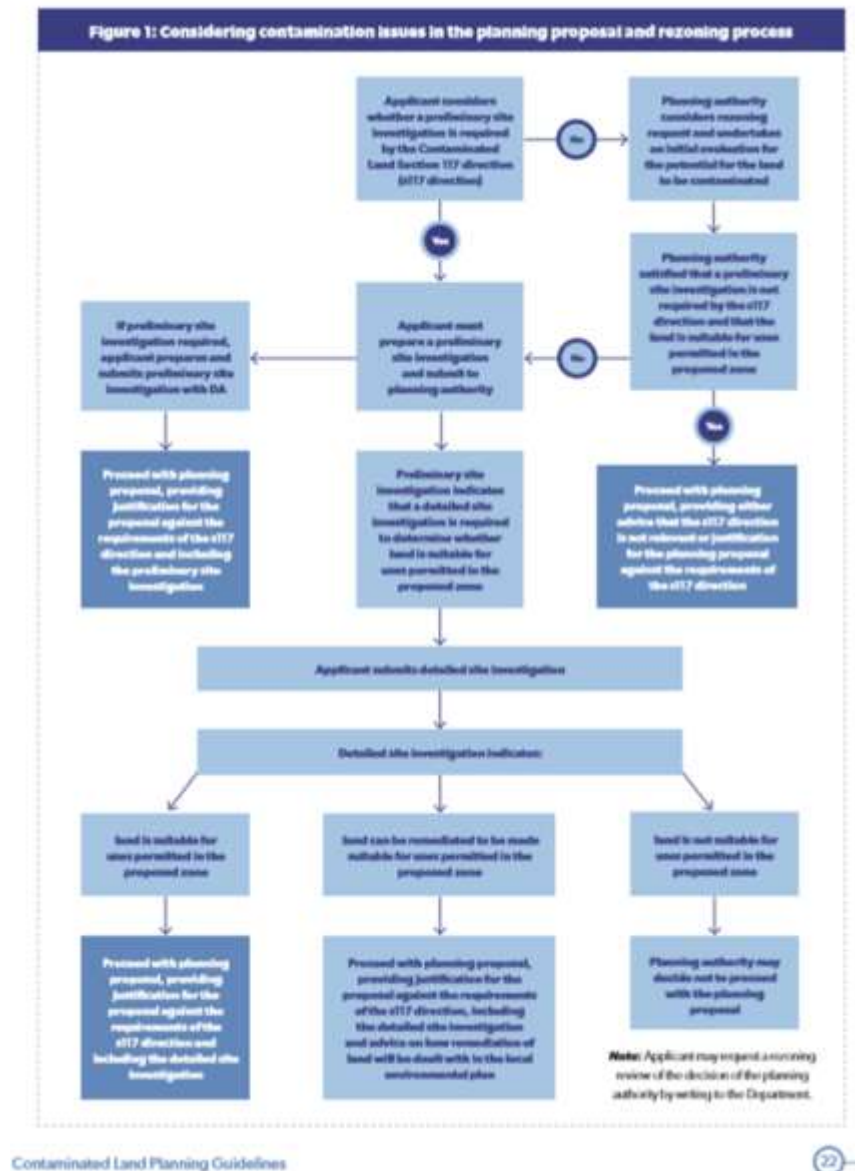 Figure 1: Considering contamination issues in the planning proposal and rezoning process
Applicant considers
whether a preliminary site
investigation is required
by the Contaminated
Land Section 117 direction
(s117 direction)
No
Planning authority
considers rezoning
request and undertakes
an initial evaluation for
the potential for the land
to be contaminated
Yes
Planning authority
satisfied that a preliminary
site investigation is not
required by the s117
direction and that the
land is suitable for uses
permitted in the
proposed zone
If preliminary site
investigation required,
applicant prepares and
submits preliminary site
investigation with DA
Applicant must
prepare a preliminary
site investigation
and submit to
planning authority
No
Yes
Proceed with planning
proposal, providing
justification for the
proposal against the
requirements of the s117
direction and including
the preliminary site
investigation
Preliminary site
investigation indicates
that a detailed site
investigation is required
to determine whether
land is suitable for
uses permitted in the
proposed zone
Proceed with planning
proposal, providing either
advice that the s117 direction
is not relevant or justification
for the planning proposal
against the requirements of
the s117 direction
Applicant submits detailed site investigation
Detailed site investigation indicates:
land is suitable for
uses permitted in the
proposed zone
land can be remediated to be made
suitable for uses permitted in the
proposed zone
land is not suitable for
uses permitted in the
proposed zone
Proceed with planning
proposal, providing
justification for the
proposal against the
requirements of the
s117 direction and
including the detailed site
investigation
Proceed with planning proposal,
providing justification for the
proposal against the requirements
of the s117 direction, including
the detailed site investigation
and advice on how remediation of
land will be dealt with in the local
environmental plan
Planning authority may
decide not to proceed
with the planning
proposal
Note: Applicant may request a rezoning
review of the decision of the planning
authority by writing to the Department.
Contaminated Land Planning Guidelines
22